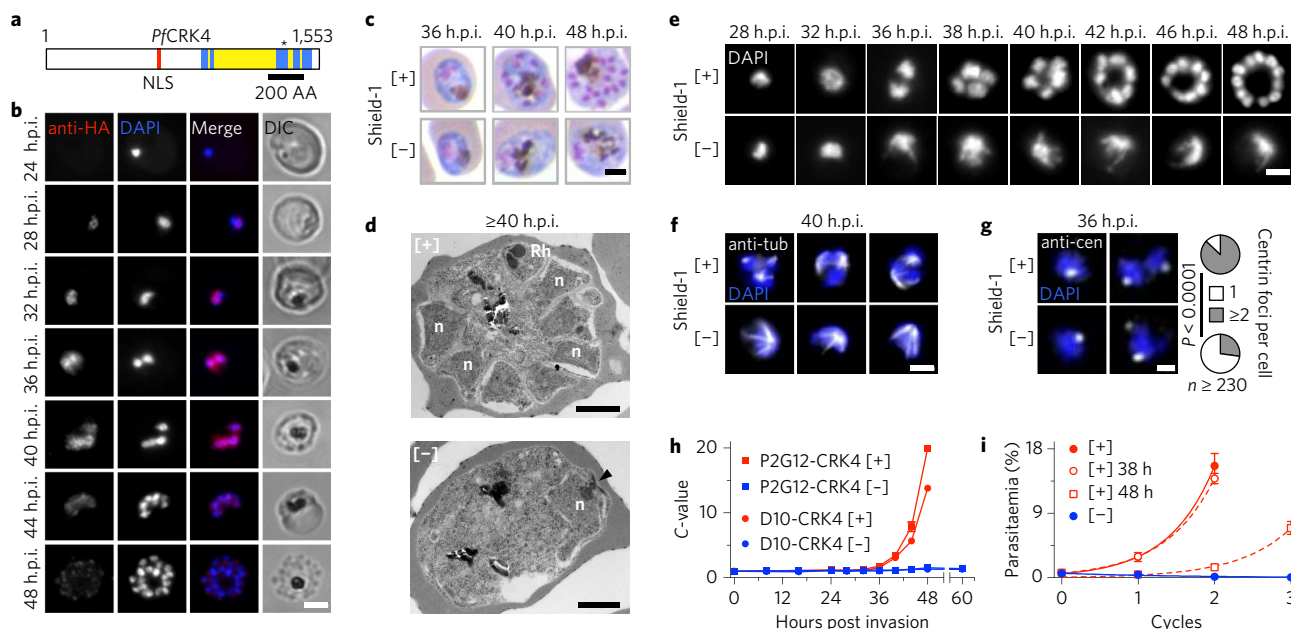 a
1
PfCRK4
* 1,553
NLS
200 AA
b
anti-HA DAPI Merge DIC
24 h.p.i.
28 h.p.i.
32 h.p.i.
36 h.p.i.
40 h.p.i.
44 h.p.i.
48 h.p.i.
c
36 h.p.i. 40 h.p.i. 48 h.p.i.
Shield-1
[+]
[−]
d
≥40 h.p.i.
[+]
Rh
n
n
n
n
[−]
n
e
28 h.p.i. 32 h.p.i. 36 h.p.i. 38 h.p.i. 40 h.p.i. 42 h.p.i. 46 h.p.i. 48 h.p.i.
Shield-1
[+]
DAPI
[−]
f
40 h.p.i.
Shield-1
[+]
anti-tub
DAPI
[−]
g
36 h.p.i.
Shield-1
[+]
anti-cen
DAPI
[−]
P < 0.0001
1
≥2
n ≥ 230
Centrin foci per cell
h
C-value
20
10
0
P2G12-CRK4 [+]
P2G12-CRK4 [−]
D10-CRK4 [+]
D10-CRK4 [−]
0 12 24 36 48 60
Hours post invasion
i
Parasitaemia (%)
18
9
0
[+]
[+] 38 h
[+] 48 h
[−]
0 1 2 3
Cycles